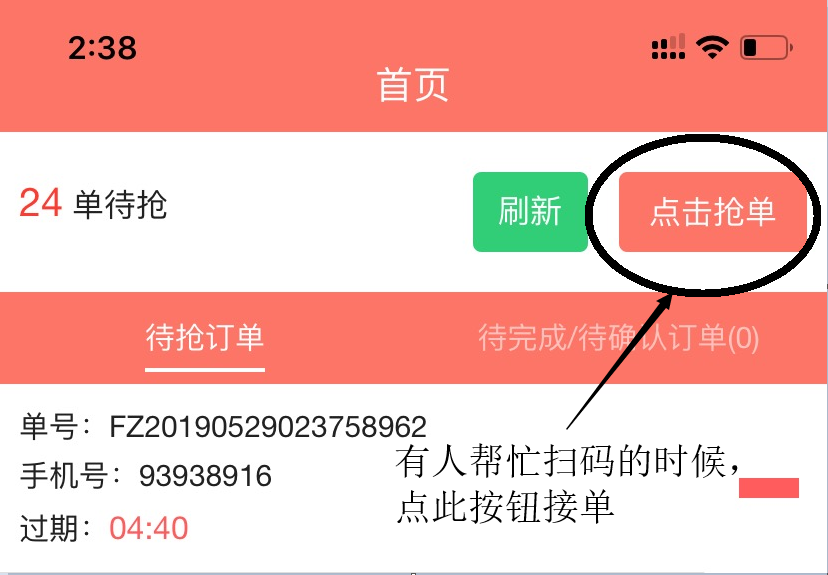 2:38
首页
24 单待抢
刷新
点击抢单
待抢订单
待完成/待确认订单(0)
单号：FZ20190529023758962
手机号：93938916
过期：04:40
有人帮忙扫码的时候，
点此按钮接单